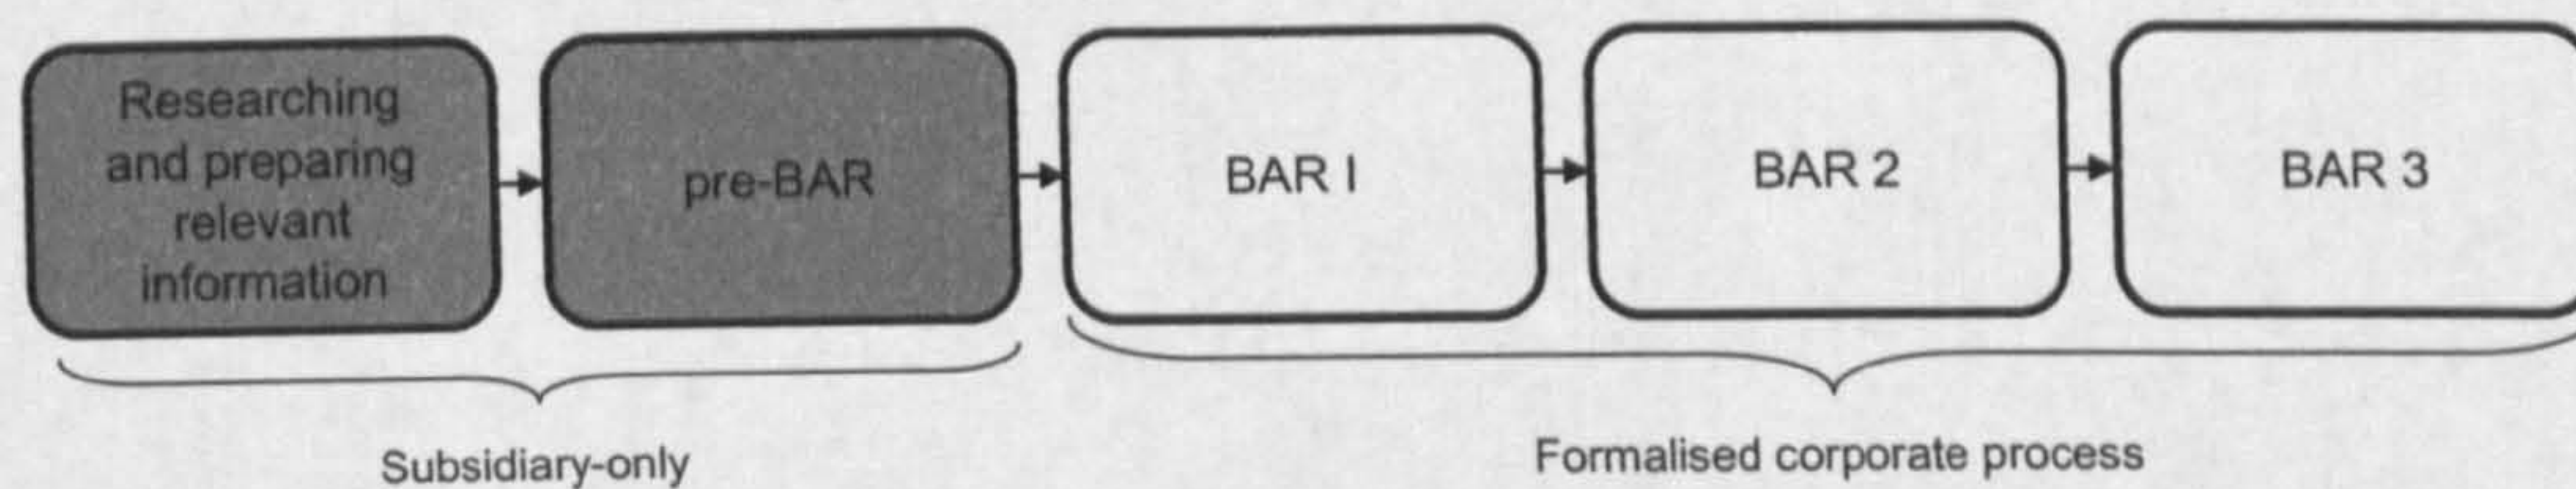 Researching
and preparing
relevant
information
pre-BAR
BAR I
BAR 2
BAR 3
Subsidiary-only
Formalised corporate process